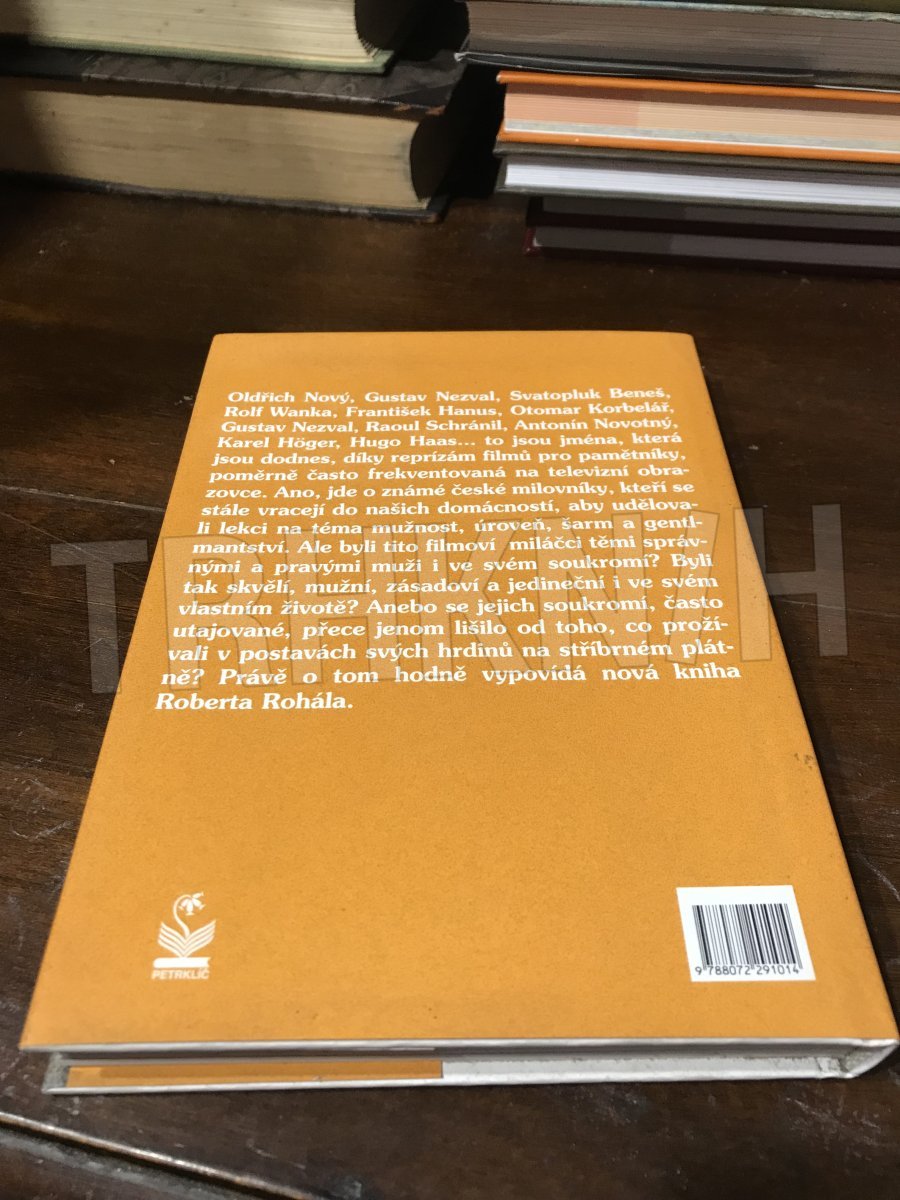 Oldřich Nový, Gustav Nezval, Svatopluk Beneš,
Rolf Wanka, František Hanus, Otomar Korbelář,
Gustav Nezval, Raoul Schránil, Antonín Novotný,
Karel Höger, Hugo Haas... to jsou jména, která
jsou dodnes, díky reprízám filmů pro pamětníky,
poměrně často frekventovaná na televizní obra-
zovce. Ano, jde o známé české milovníky, kteří se
stále vracejí do našich domácností, aby udělova-
li lekci na téma mužnost, úroveň, šarm a gentl-
mantství. Ale byli tito filmoví miláčci těmi správ-
nými a pravými muži i ve svém soukromí? Byli
tak skvělí, mužní, zásadoví a jedineční i ve svém
vlastním životě? Anebo se jejich soukromí, často
utajované, přece jenom lišilo od toho, co proží-
vali v postavách svých hrdinů na stříbrném plát-
ně? Právě o tom hodně vypovídá nová kniha
Roberta Rohála.
TRHKNIH
PETRKLÍČ
9 788072 291014